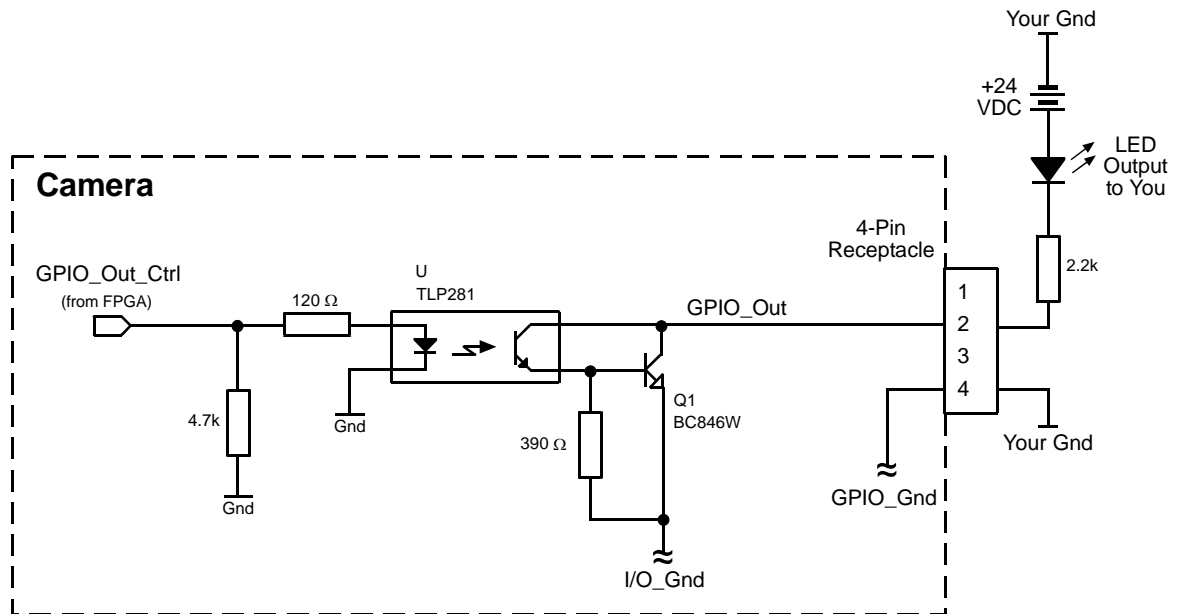 Your Gnd
+24
VDC
LED
Output
to You
Camera
4-Pin
Receptacle
2.2k
GPIO_Out_Ctrl
(from FPGA)
120 Ω
U
TLP281
GPIO_Out
1
2
3
4
4.7k
Gnd
Gnd
390 Ω
Q1
BC846W
Your Gnd
GPIO_Gnd
I/O_Gnd